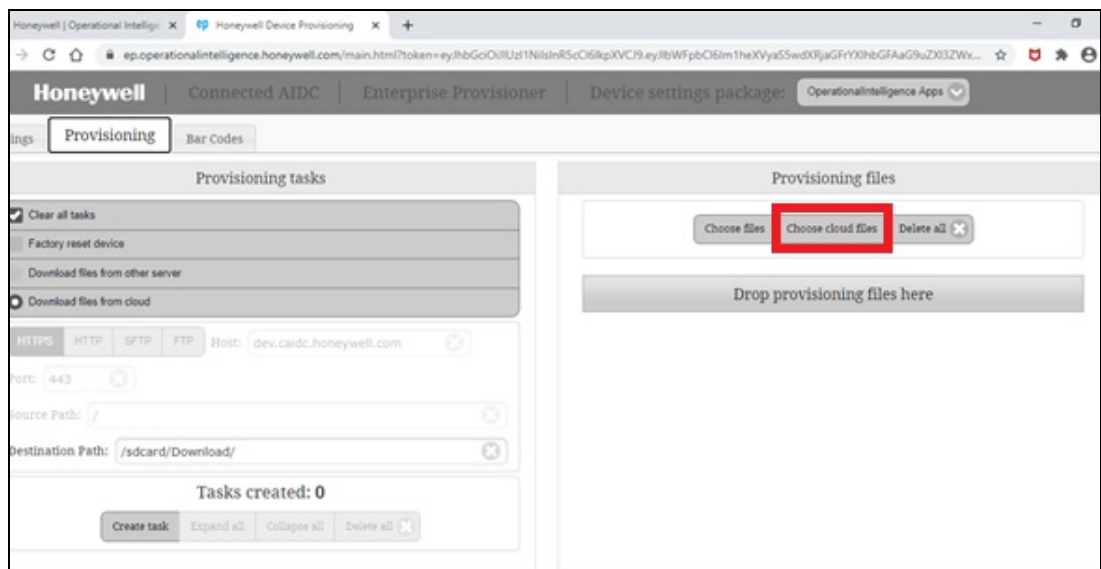 Honeywell | Operational Intellige
Honeywell Device Provisioning
ep.operationalintelligence.honeywell.com/main.html?token=
Honeywell | Connected AIDC | Enterprise Provisioner | Device settings package: OperationalIntelligence Apps
ings Provisioning Bar Codes
Provisioning tasks
Clear all tasks
Factory reset device
Download files from other server
Download files from cloud
HTTPS HTTP SFTP FTP Host: dev.caidc.honeywell.com
Port: 443
Source Path: /
Destination Path: /sdcard/Download/
Tasks created: 0
Create task Expand all Collapse all Delete all
Provisioning files
Choose files Choose cloud files Delete all
Drop provisioning files here